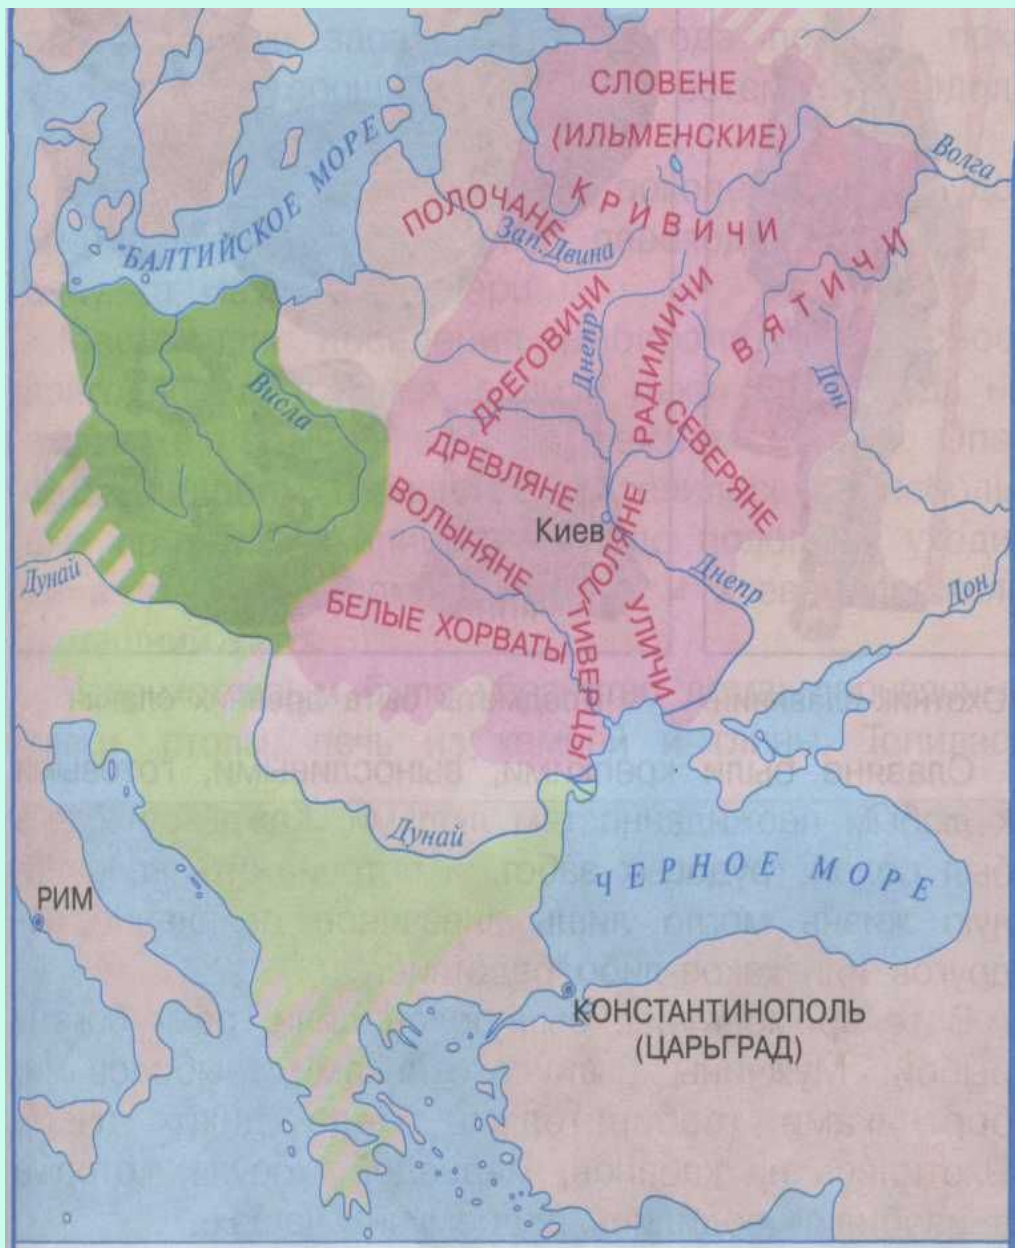 СЛОВЕНЕ
(ИЛЬМЕНСКИЕ)
Волга
БАЛТИЙСКОЕ МОРЕ
ПОЛОЧАНЕ
КРИВИЧИ
Зап. Двина
ВЯТИЧИ
ДРЕГОВИЧИ
Днепр
РАДИМИЧИ
Дон
Висла
СЕВЕРЯНЕ
ДРЕВЛЯНЕ
ВОЛЫНЯНЕ
Киев
ПОЛЯНЕ
Днепр
Дунай
Дон
БЕЛЫЕ ХОРВАТЫ
ТИВЕРЦЫ
УЛИЧИ
Дунай
ЧЕРНОЕ МОРЕ
РИМ
КОНСТАНТИНОПОЛЬ
(ЦАРЬГРАД)